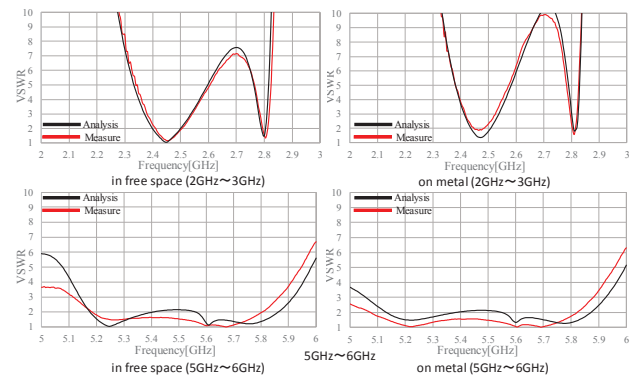 10
9
8
7
6
5
4
3
2
1
VSWR
Analysis
Measure
2 2.1 2.2 2.3 2.4 2.5 2.6 2.7 2.8 2.9 3
Frequency[GHz]
in free space (2GHz～3GHz)
10
9
8
7
6
5
4
3
2
1
VSWR
Analysis
Measure
2 2.1 2.2 2.3 2.4 2.5 2.6 2.7 2.8 2.9 3
Frequency[GHz]
on metal (2GHz～3GHz)
10
9
8
7
6
5
4
3
2
1
VSWR
Analysis
Measure
5 5.1 5.2 5.3 5.4 5.5 5.6 5.7 5.8 5.9 6
Frequency[GHz]
in free space (5GHz～6GHz)
5GHz～6GHz
10
9
8
7
6
5
4
3
2
1
VSWR
Analysis
Measure
5 5.1 5.2 5.3 5.4 5.5 5.6 5.7 5.8 5.9 6
Frequency[GHz]
on metal (5GHz～6GHz)